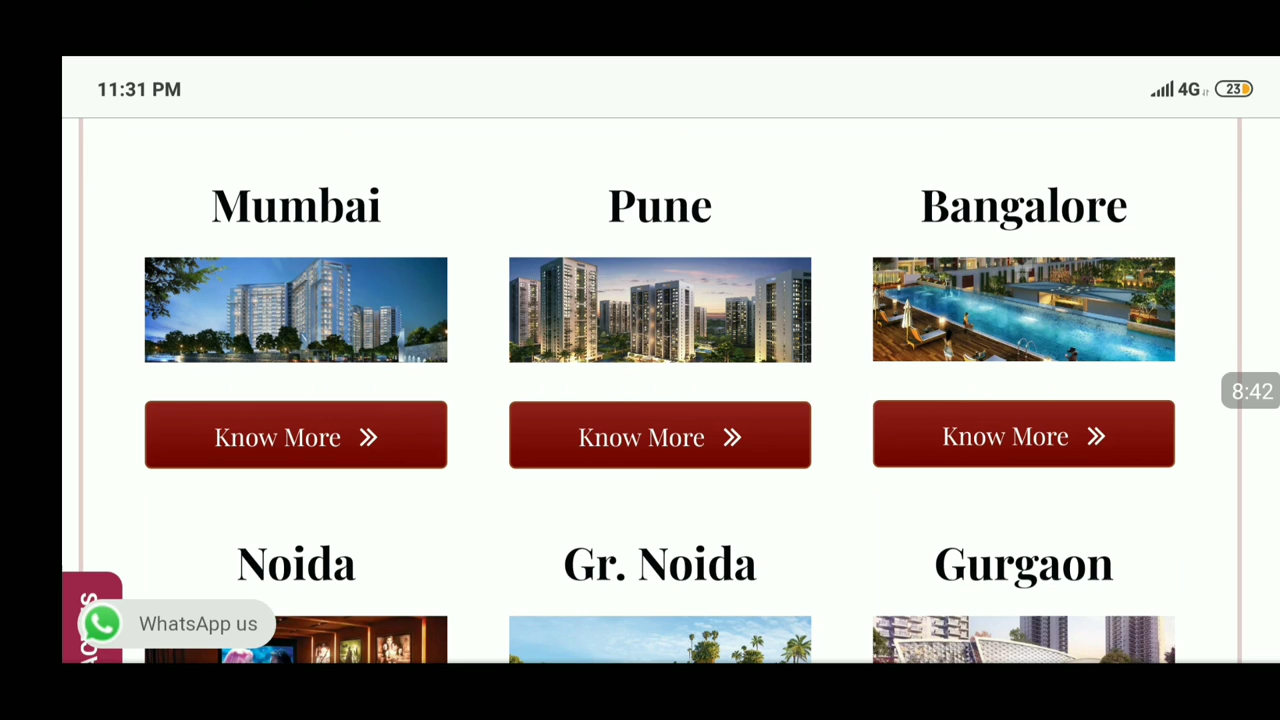 11:31 PM
4G 23
Mumbai Pune Bangalore
8:42
Know More Know More Know More
Noida Gr. Noida Gurgaon
WhatsApp us